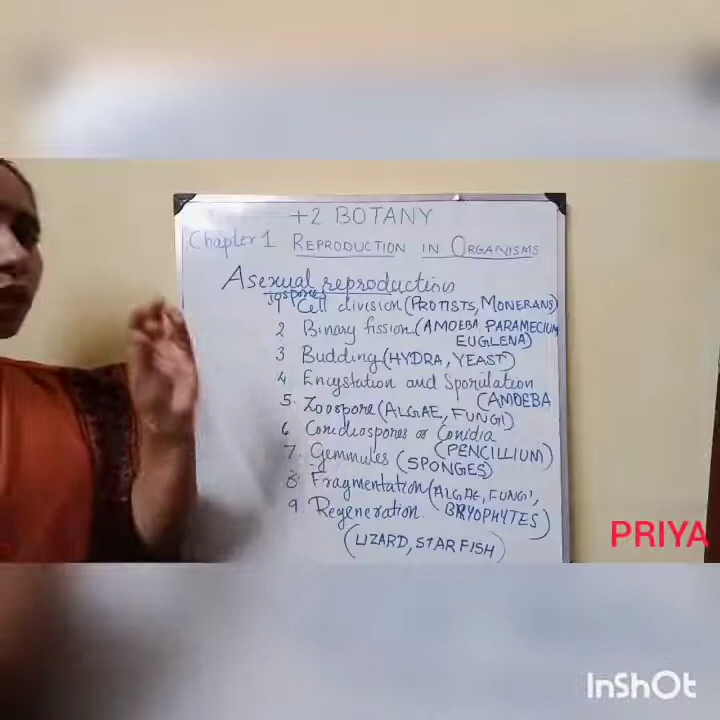 +2 BOTANY
Chapter 1 REPRODUCTION IN ORGANISMS
Asexual reproduction
1 Cell division (PROTISTS, MONERANS)
2 Binary fission (AMOEBA PARAMECIUM
EUGLENA)
3 Budding (HYDRA, YEAST)
4. Encystation and Sporulation
(AMOEBA
5. Zoospore (ALGAE, FUNGI)
6 Conidiospores or Conidia
(PENCILLIUM)
7. Gemmules (SPONGES)
8. Fragmentation (ALGAE, FUNGI,
BRYOPHYTES)
9. Regeneration.
(LIZARD, STARFISH)
PRIYA
InShOt